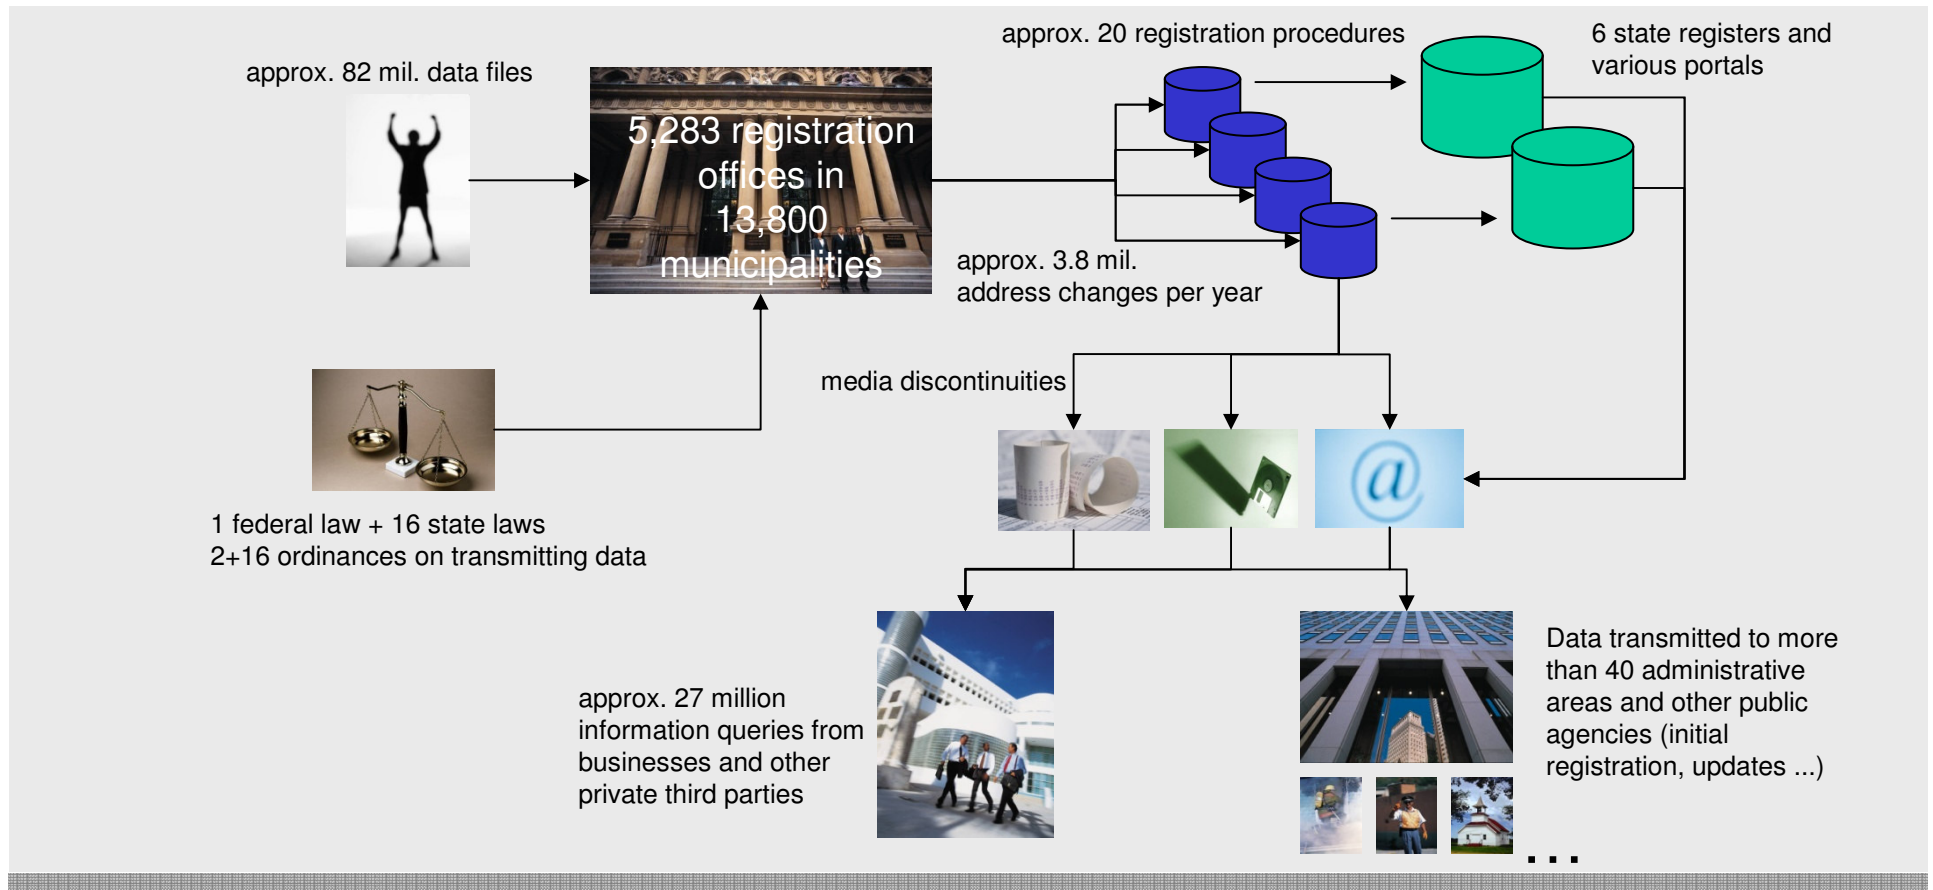 approx. 82 mil. data files
5,283 registration
offices in
13,800
municipalities
approx. 20 registration procedures
6 state registers and
various portals
approx. 3.8 mil.
address changes per year
media discontinuities
1 federal law + 16 state laws
2+16 ordinances on transmitting data
@
approx. 27 million
information queries from
businesses and other
private third parties
Data transmitted to more
than 40 administrative
areas and other public
agencies (initial
registration, updates ...)
...